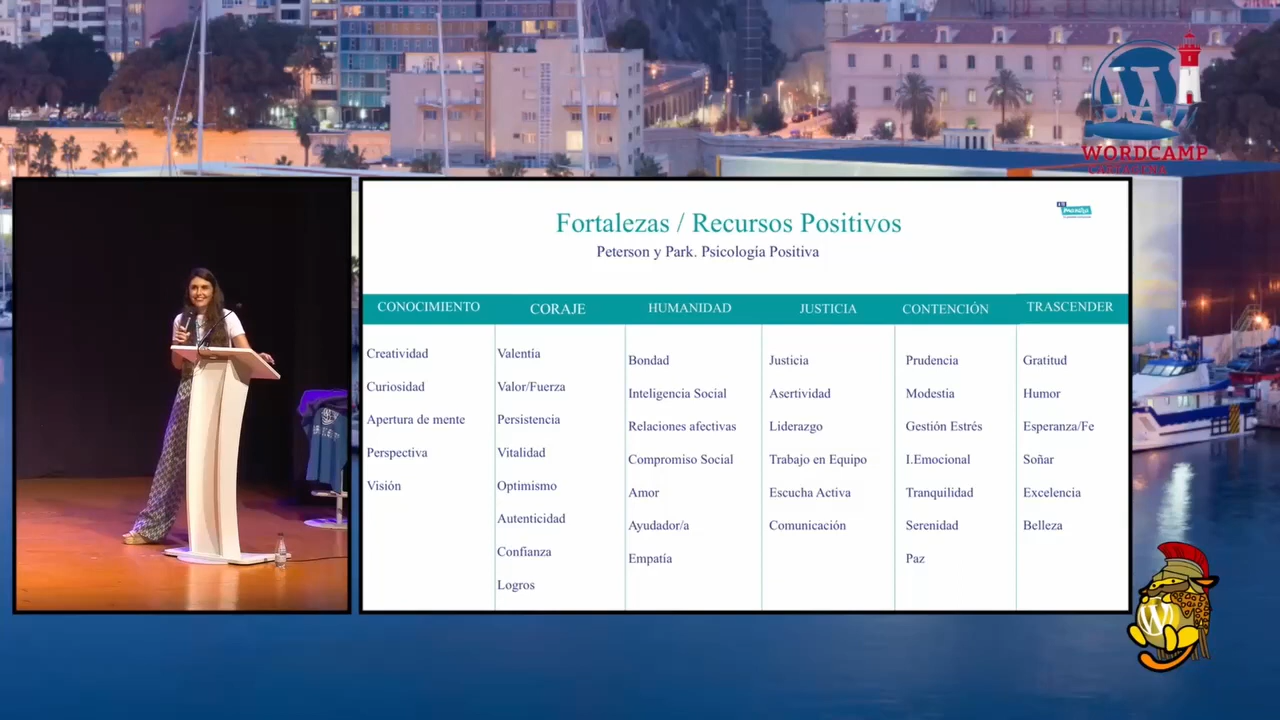 WORDCAMP
CARTAGENA
Fortalezas / Recursos Positivos
Peterson y Park. Psicología Positiva
CONOCIMIENTO
Creatividad
Curiosidad
Apertura de mente
Perspectiva
Visión
CORAJE
Valentía
Valor/Fuerza
Persistencia
Vitalidad
Optimismo
Autenticidad
Confianza
Logros
HUMANIDAD
Bondad
Inteligencia Social
Relaciones afectivas
Compromiso Social
Amor
Ayudador/a
Empatía
JUSTICIA
Justicia
Asertividad
Liderazgo
Trabajo en Equipo
Escucha Activa
Comunicación
CONTENCIÓN
Prudencia
Modestia
Gestión Estrés
I.Emocional
Tranquilidad
Serenidad
Paz
TRASCENDER
Gratitud
Humor
Esperanza/Fe
Soñar
Excelencia
Belleza